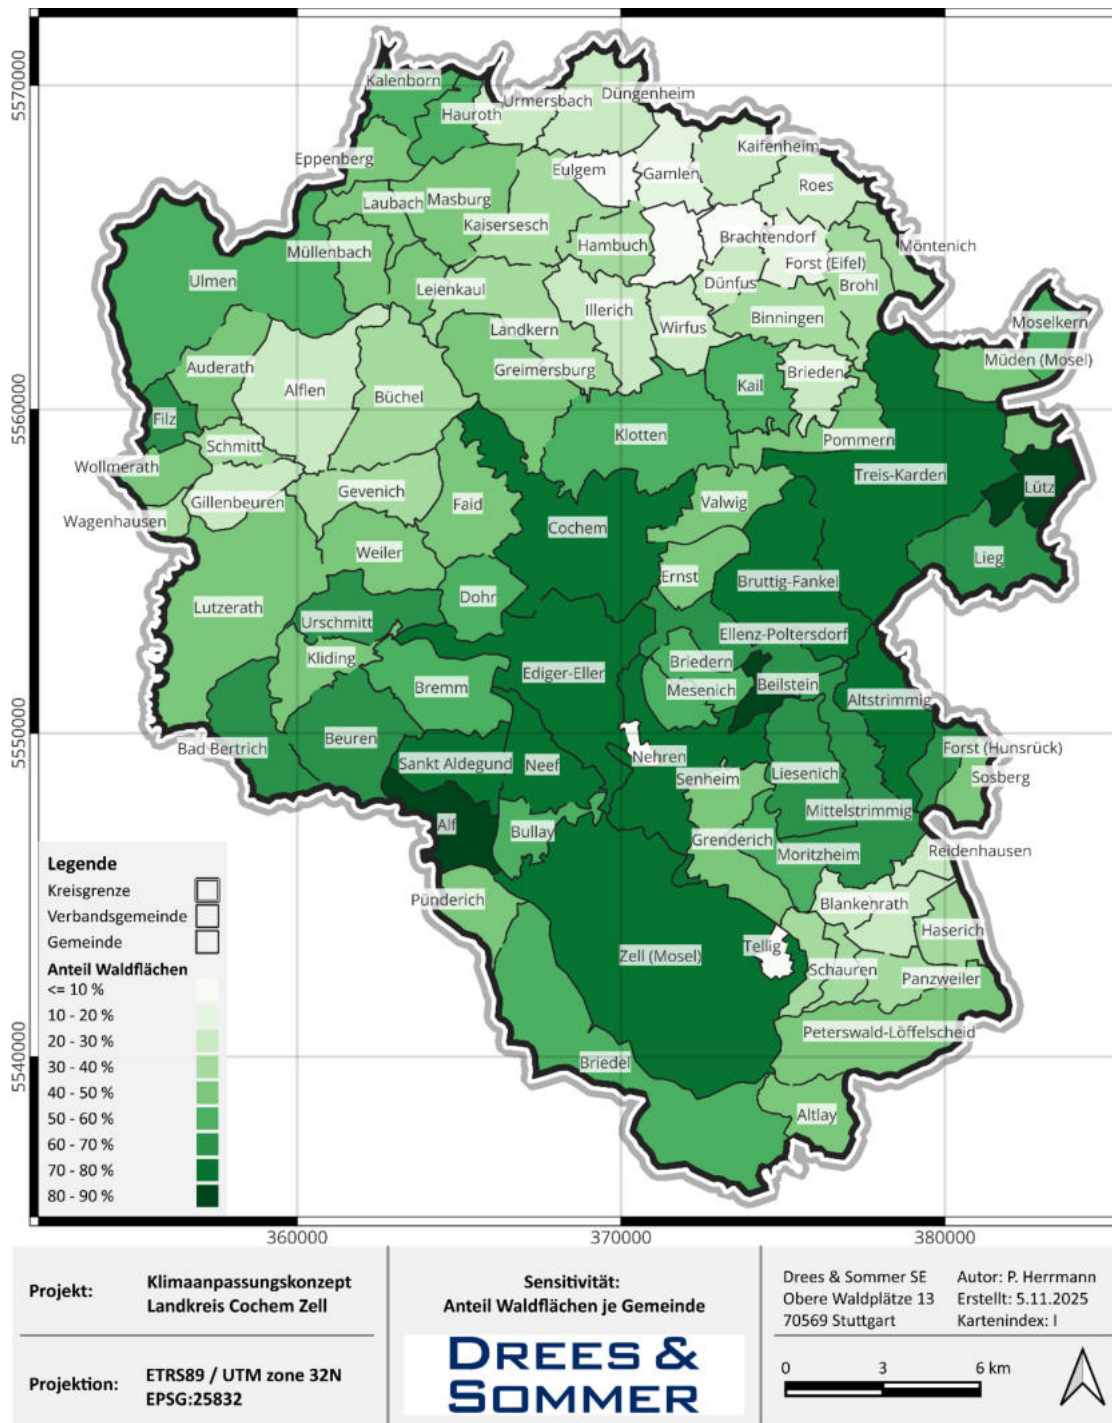 5570000
5560000
5550000
5540000
Kalenborn
Hauroth
Urmersbach
Düngenheim
Eppenberg
Eulgem
Gamlen
Kaifenheim
Roes
Laubach
Masburg
Kaisersesch
Hambuch
Brachtendorf
Möntenich
Müllenbach
Forst (Eifel)
Ulmen
Leienkaul
Illerich
Dünfus
Brohl
Landkern
Wirfus
Binningen
Moselkern
Müden (Mosel)
Auderath
Alflen
Büchel
Greimersburg
Kail
Brieden
Filz
Schmitt
Klotten
Pommern
Wollmerath
Treis-Karden
Gillenbeuren
Gevenich
Faid
Valwig
Lütz
Wagenhausen
Cochem
Weiler
Ernst
Bruttig-Fankel
Lieg
Lutzerath
Dohr
Urschmitt
Ellenz-Poltersdorf
Kliding
Ediger-Eller
Briedern
Bremm
Mesenich
Beilstein
Altstrimmig
Bad Bertrich
Beuren
Nehren
Forst (Hunsrück)
Sankt Aldegund
Neef
Senheim
Liesenich
Sosberg
Mittelstrimmig
Alf
Bullay
Grenderich
Moritzheim
Reidenhausen
Pünderich
Blankenrath
Haserich
Zell (Mosel)
Tellig
Schauren
Panzweiler
Peterswald-Löffelscheid
Briedel
Altlay
Legende
Kreisgrenze
Verbandsgemeinde
Gemeinde
Anteil Waldflächen
<= 10 %
10 - 20 %
20 - 30 %
30 - 40 %
40 - 50 %
50 - 60 %
60 - 70 %
70 - 80 %
80 - 90 %
360000
370000
380000
Projekt:
Klimaanpassungskonzept
Landkreis Cochem Zell
Projektion:
ETRS89 / UTM zone 32N
EPSG:25832
Sensitivität:
Anteil Waldflächen je Gemeinde
DREES &
SOMMER
Drees & Sommer SE
Obere Waldplätze 13
70569 Stuttgart
Autor: P. Herrmann
Erstellt: 5.11.2025
Kartenindex: I
0 3 6 km